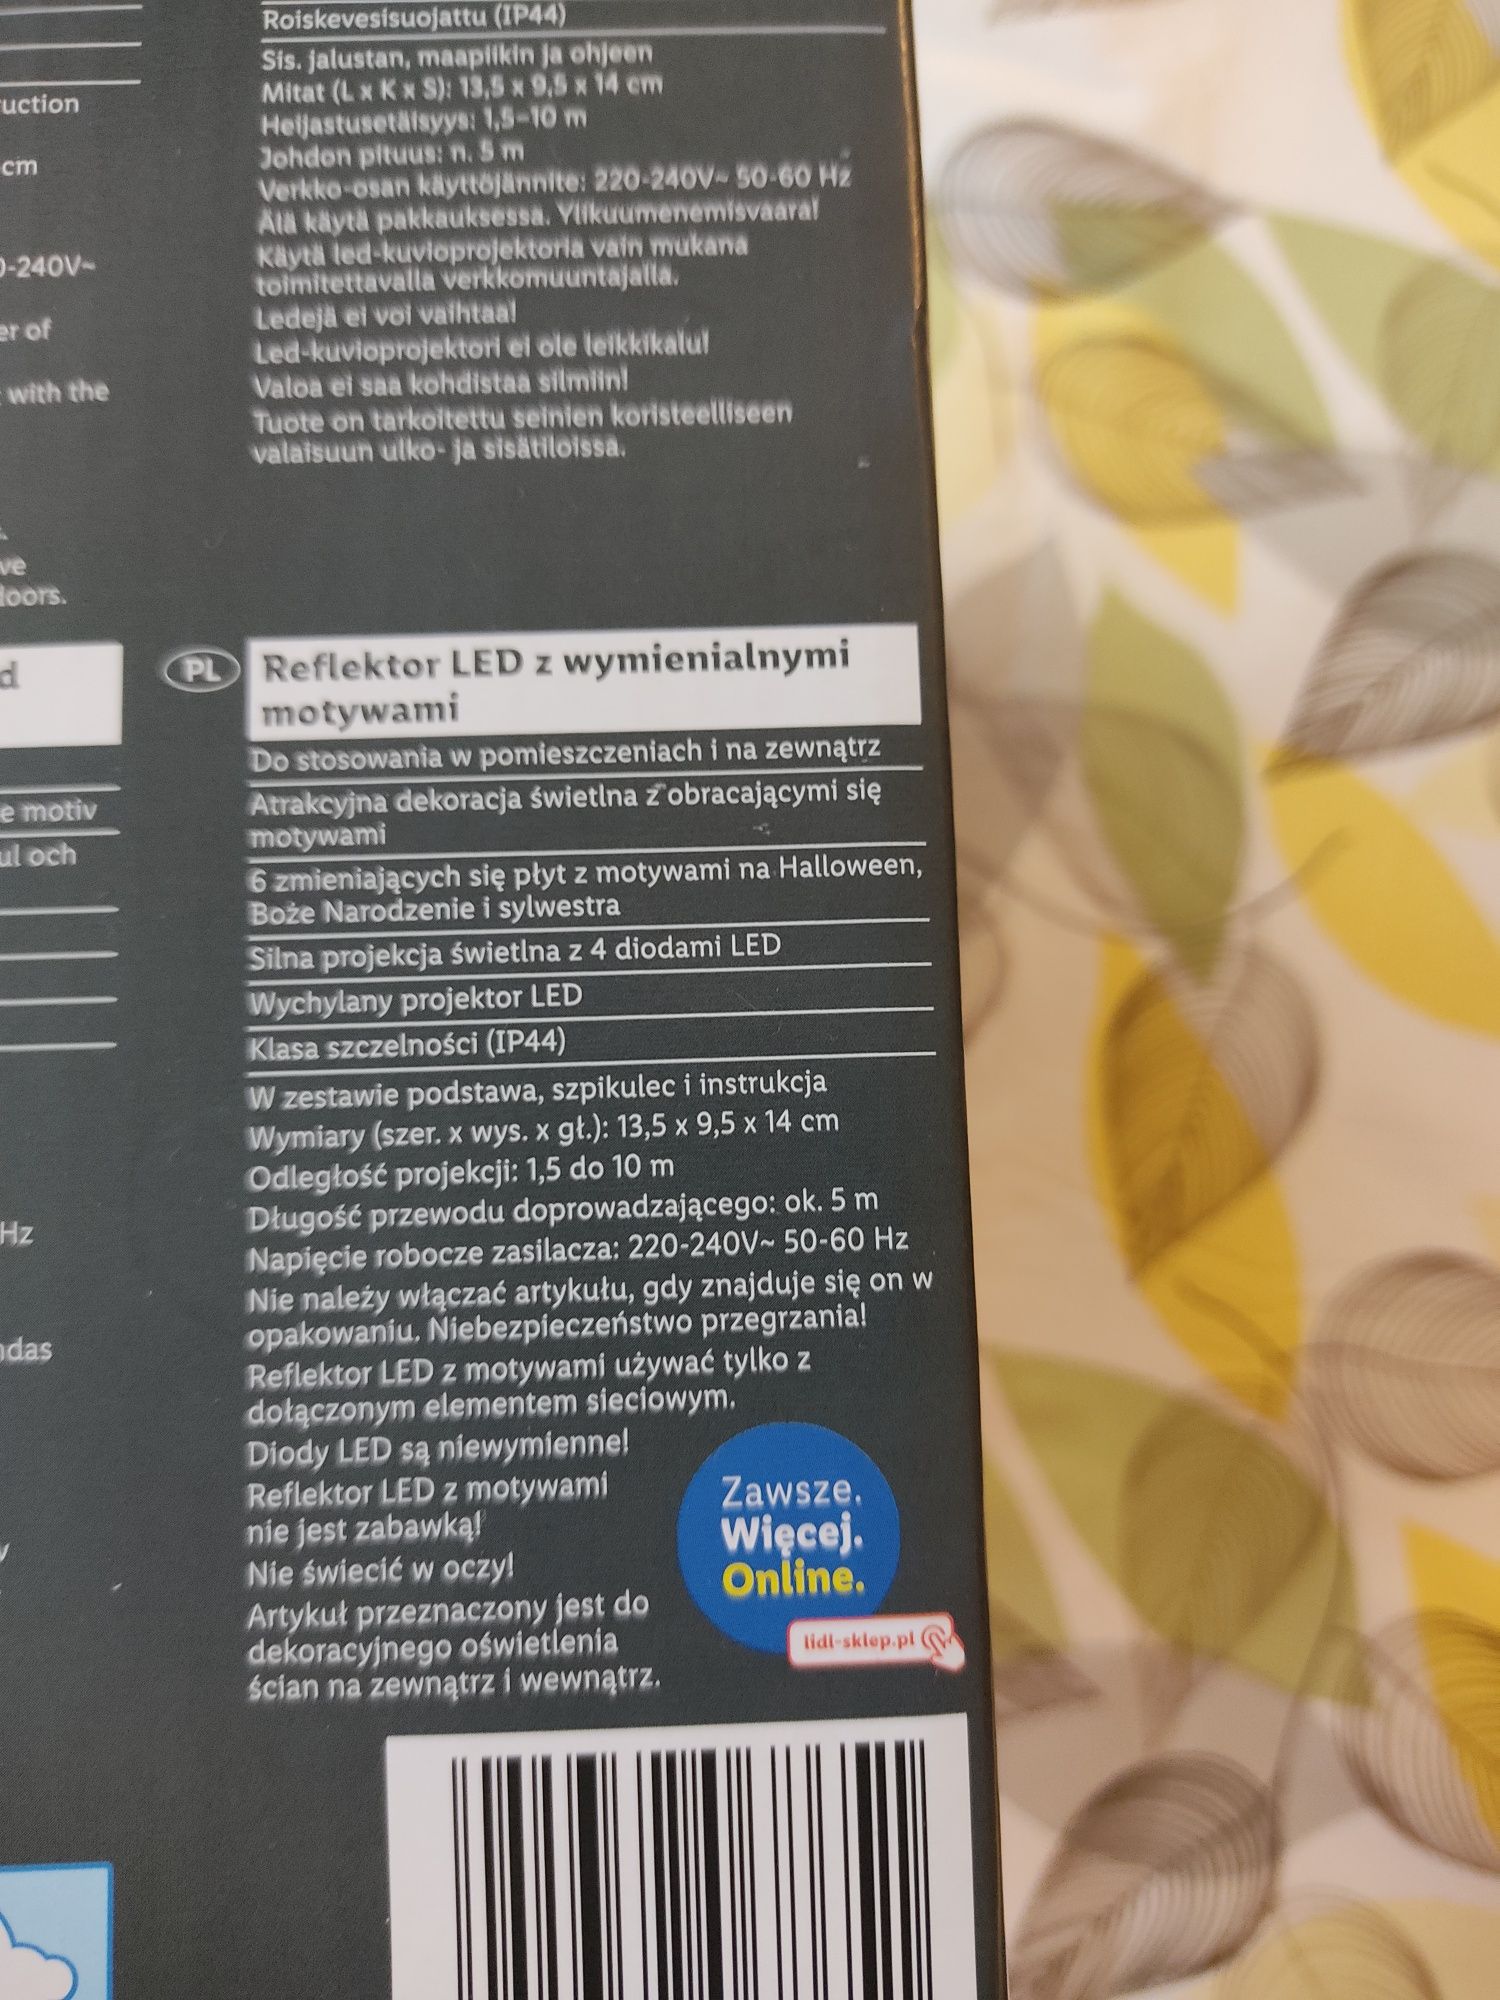 uction
cm
0-240V~
er of
with the
ve
doors.
d
e motiv
ul och
Hz
ndas
y
Roiskevesisuojattu (IP44)
Sis. jalustan, maapiikin ja ohjeen
Mitat (L x K x S): 13,5 x 9,5 x 14 cm
Heijastusetäisyys: 1,5–10 m
Johdon pituus: n. 5 m
Verkko-osan käyttöjännite: 220-240V~ 50-60 Hz
Älä käytä pakkauksessa. Ylikuumenemisvaara!
Käytä led-kuvioprojektoria vain mukana
toimitettavalla verkkomuuntajalla.
Ledejä ei voi vaihtaa!
Led-kuvioprojektori ei ole leikkikalu!
Valoa ei saa kohdistaa silmiin!
Tuote on tarkoitettu seinien koristeelliseen
valaisuun ulko- ja sisätiloissa.
PL
Reflektor LED z wymienialnymi
motywami
Do stosowania w pomieszczeniach i na zewnątrz
Atrakcyjna dekoracja świetlna z obracającymi się
motywami
6 zmieniających się płyt z motywami na Halloween,
Boże Narodzenie i sylwestra
Silna projekcja świetlna z 4 diodami LED
Wychylany projektor LED
Klasa szczelności (IP44)
W zestawie podstawa, szpikulec i instrukcja
Wymiary (szer. x wys. x gł.): 13,5 x 9,5 x 14 cm
Odległość projekcji: 1,5 do 10 m
Długość przewodu doprowadzającego: ok. 5 m
Napięcie robocze zasilacza: 220-240V~ 50-60 Hz
Nie należy włączać artykułu, gdy znajduje się on w
opakowaniu. Niebezpieczeństwo przegrzania!
Reflektor LED z motywami używać tylko z
dołączonym elementem sieciowym.
Diody LED są niewymienne!
Reflektor LED z motywami
nie jest zabawką!
Nie świecić w oczy!
Artykuł przeznaczony jest do
dekoracyjnego oświetlenia
ścian na zewnątrz i wewnątrz.
Zawsze.
Więcej.
Online.
lidl-sklep.pl